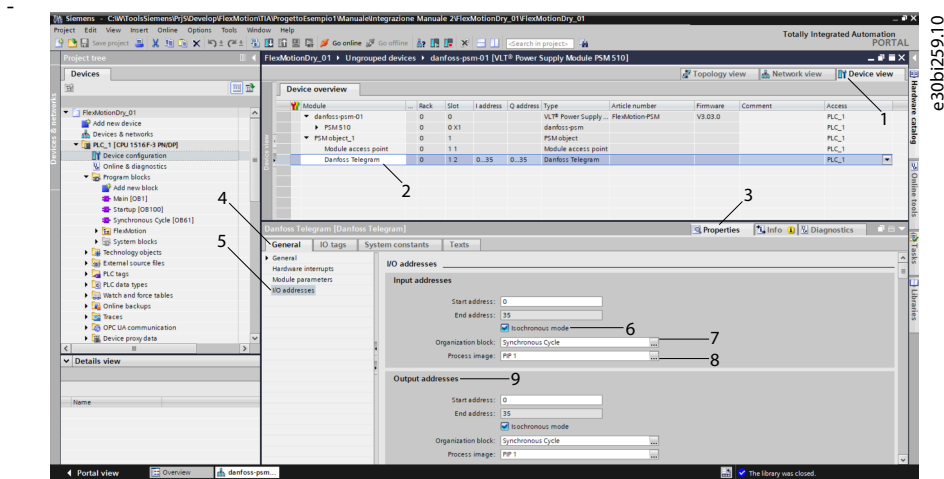 -
Siemens - C:\WiToolsSiemens\PrjS\Develop\FlexMotion\TIA\ProgettoEsempio1\Manuale\Integrazione Manuale 2\FlexMotionDry_01\FlexMotionDry_01
Project Edit View Insert Online Options Tools Window Help
Totally Integrated Automation
PORTAL
Save project Go online Go offline <Search in project>
Project tree
FlexMotionDry_01 Ungrouped devices danfoss-psm-01 [VLT® Power Supply Module PSM 510]
Devices
Topology view Network view Device view
Device overview
Module ... Rack Slot I address Q address Type Article number Firmware Comment Access
danfoss-psm-01 0 0 VLT® Power Supply ... FlexMotion-PSM V3.03.0 PLC_1
PSM 510 0 0 X1 danfoss-psm PLC_1
PSM object_1 0 1 PSM object PLC_1
Module access point 0 1 1 Module access point PLC_1
Danfoss Telegram 0 1 2 0...35 0...35 Danfoss Telegram PLC_1
FlexMotionDry_01
Add new device
Devices & networks
PLC_1 [CPU 1516F-3 PN/DP]
Device configuration
Online & diagnostics
Program blocks
Add new block
Main [OB1]
Startup [OB100]
Synchronous Cycle [OB61]
FlexMotion
System blocks
Technology objects
External source files
PLC tags
PLC data types
Watch and force tables
Online backups
Traces
OPC UA communication
Device proxy data
Details view
Name
Danfoss Telegram [Danfoss Telegram]
Properties Info Diagnostics
General IO tags System constants Texts
General
Hardware interrupts
Module parameters
I/O addresses
I/O addresses
Input addresses
Start address: 0
End address: 35
Isochronous mode
Organization block: Synchronous Cycle ...
Process image: PIP 1 ...
Output addresses
Start address: 0
End address: 35
Isochronous mode
Organization block: Synchronous Cycle ...
Process image: PIP 1 ...
1
2
3
4
5
6
7
8
9
Devices & networks
Device view
Hardware catalog
Online tools
Tasks
Libraries
Portal view Overview danfoss-psm... The library was closed.
e30bi259.10